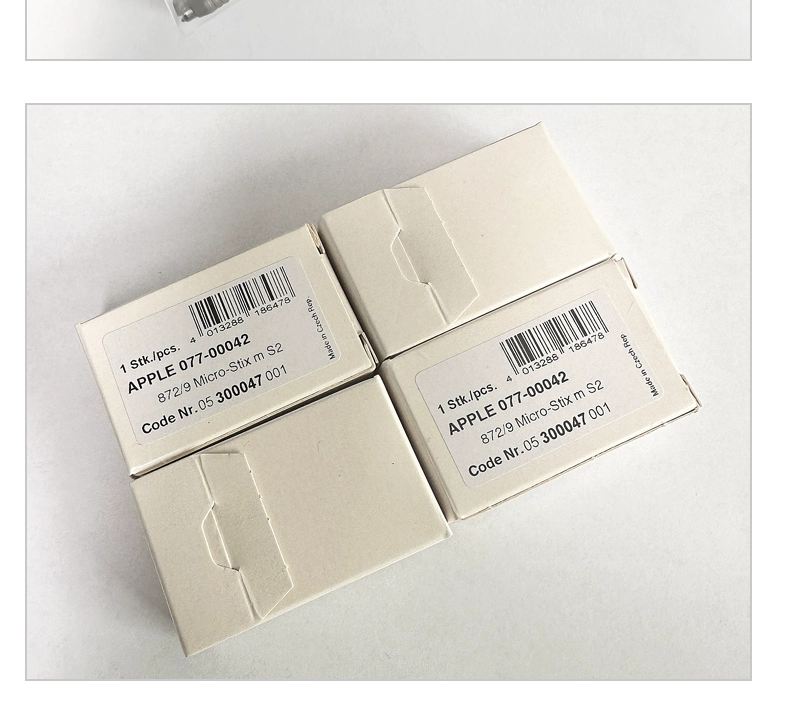 4 013288 186478
1 Stk./pcs.
APPLE 077-00042
872/9 Micro-Stix m S2
Code Nr. 05 300047 001
Made in Czech Rep.
4 013288 186478
1 Stk./pcs.
APPLE 077-00042
872/9 Micro-Stix m S2
Code Nr. 05 300047 001
Made in Czech Rep.